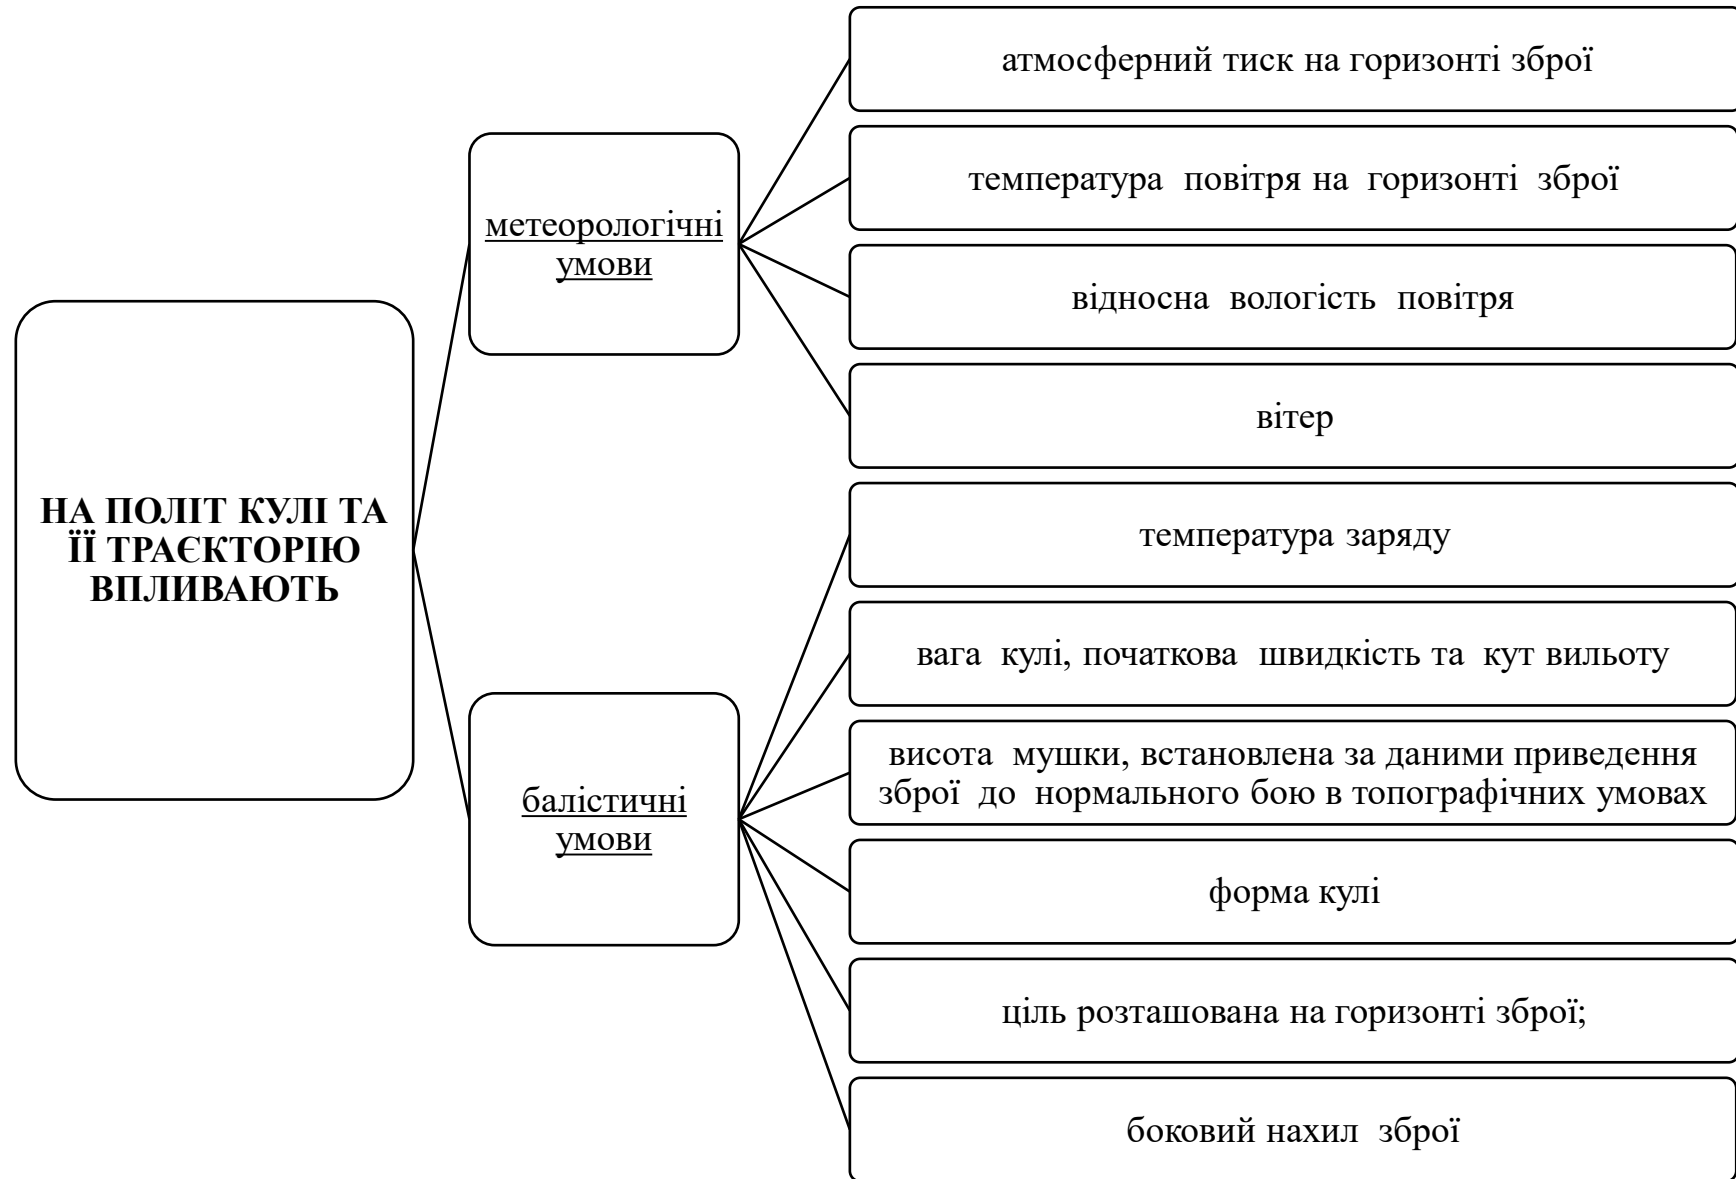 НА ПОЛІТ КУЛІ ТА
ЇЇ ТРАЄКТОРІЮ
ВПЛИВАЮТЬ
метеорологічні
умови
атмосферний тиск на горизонті зброї
температура повітря на горизонті зброї
відносна вологість повітря
вітер
балістичні
умови
температура заряду
вага кулі, початкова швидкість та кут вильоту
висота мушки, встановлена за даними приведення
зброї до нормального бою в топографічних умовах
форма кулі
ціль розташована на горизонті зброї;
боковий нахил зброї